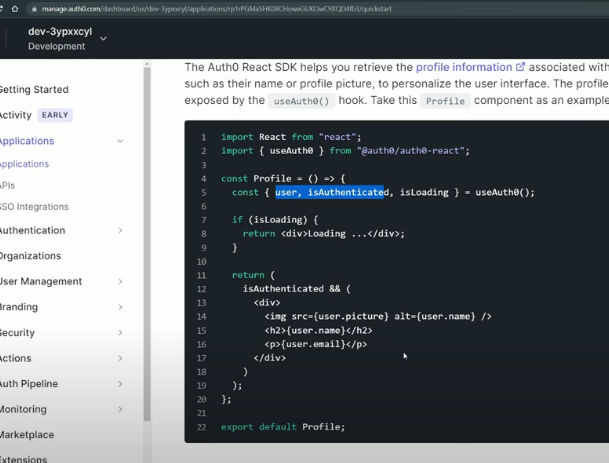 manage.auth0.com/dashboard/us/dev-3ypxxcyl/applications/rp1rPGMaSHK08CHoweGUKOwC9XQD4fb3/quickstart
dev-3ypxxcyl
Development
Getting Started
Activity EARLY
Applications
Applications
APIs
SSO Integrations
Authentication
Organizations
User Management
Branding
Security
Actions
Auth Pipeline
Monitoring
Marketplace
Extensions
The Auth0 React SDK helps you retrieve the profile information associated with
such as their name or profile picture, to personalize the user interface. The profile
exposed by the useAuth0() hook. Take this Profile component as an example
1 import React from "react";
2 import { useAuth0 } from "@auth0/auth0-react";
3
4 const Profile = () => {
5 const { user, isAuthenticated, isLoading } = useAuth0();
6
7 if (isLoading) {
8 return <div>Loading ...</div>;
9 }
10
11 return (
12 isAuthenticated && (
13 <div>
14 <img src={user.picture} alt={user.name} />
15 <h2>{user.name}</h2>
16 <p>{user.email}</p>
17 </div>
18 )
19 );
20 };
21
22 export default Profile;